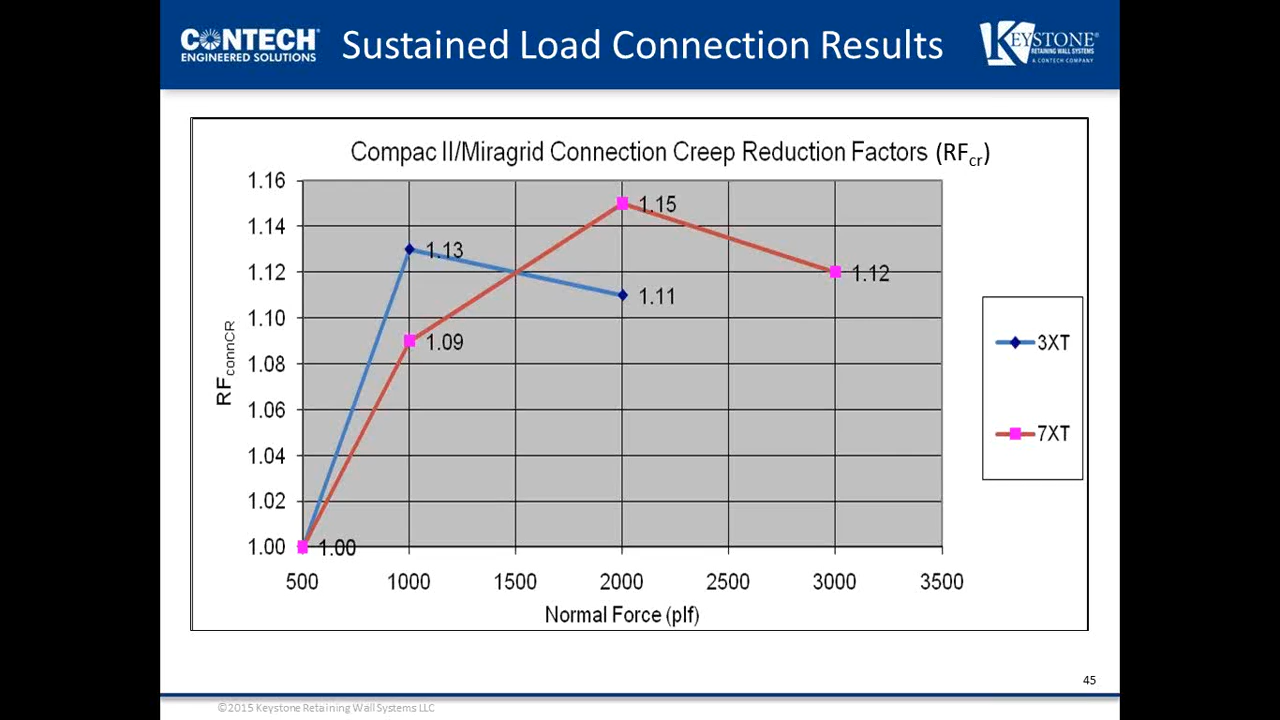 CONTECH®
ENGINEERED SOLUTIONS
Sustained Load Connection Results
KEYSTONE®
RETAINING WALL SYSTEMS
A CONTECH COMPANY
Compac II/Miragrid Connection Creep Reduction Factors (RFcr)
1.16
1.14
1.12
1.10
1.08
1.06
1.04
1.02
1.00
RFconnCR
1.15
1.13
1.12
1.11
1.09
1.00
500 1000 1500 2000 2500 3000 3500
Normal Force (plf)
3XT
7XT
45
©2015 Keystone Retaining Wall Systems LLC